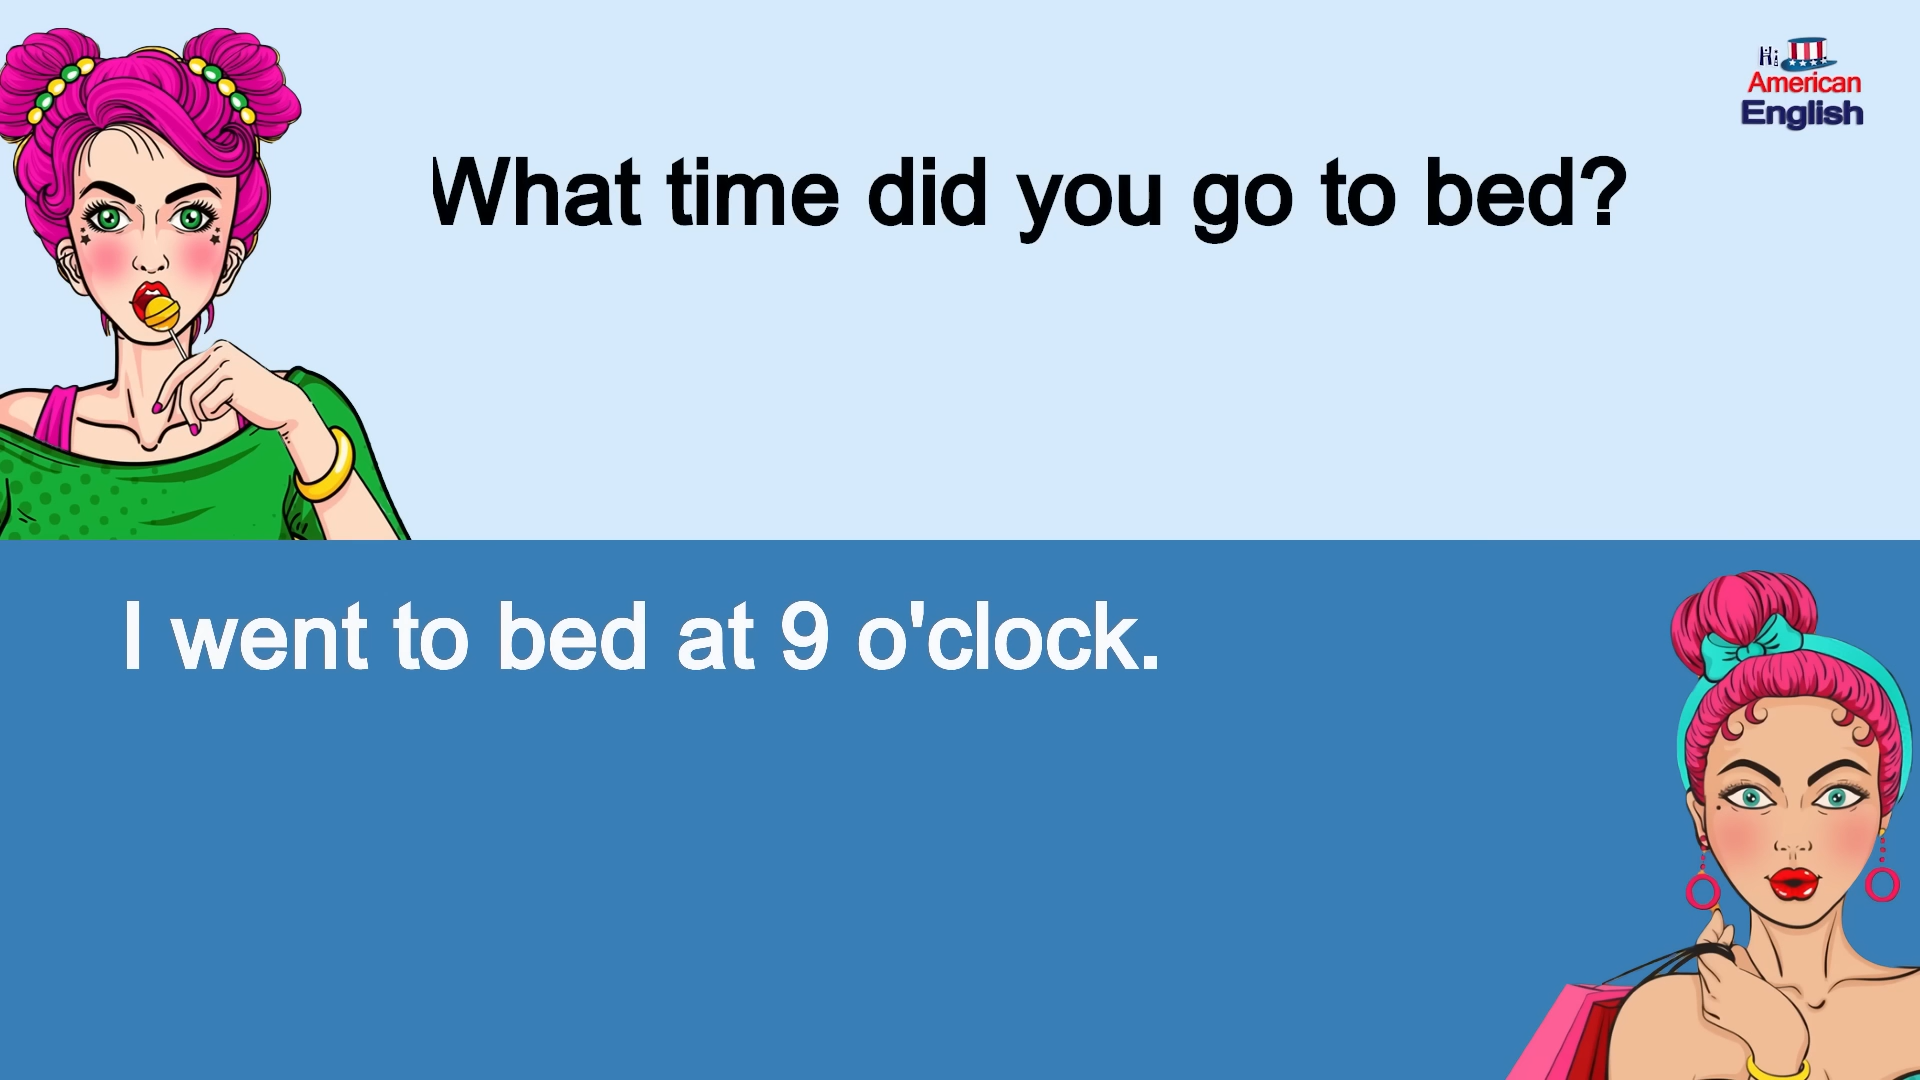 Hi
American
English
What time did you go to bed?
I went to bed at 9 o'clock.